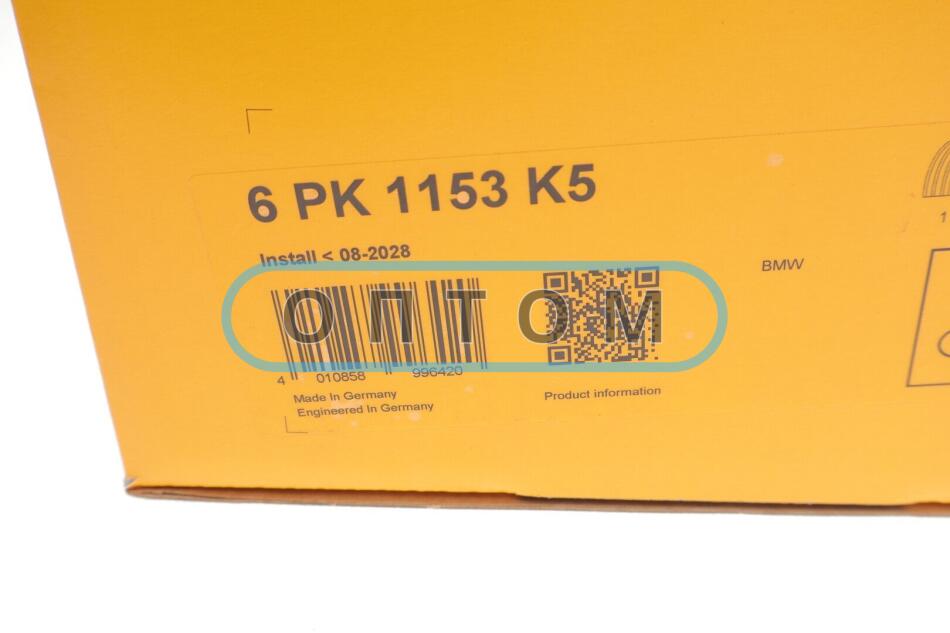 6 PK 1153 K5
Install < 08-2028
BMW
ОПТОМ
4 010858 996420
Made In Germany
Engineered In Germany
Product information
1